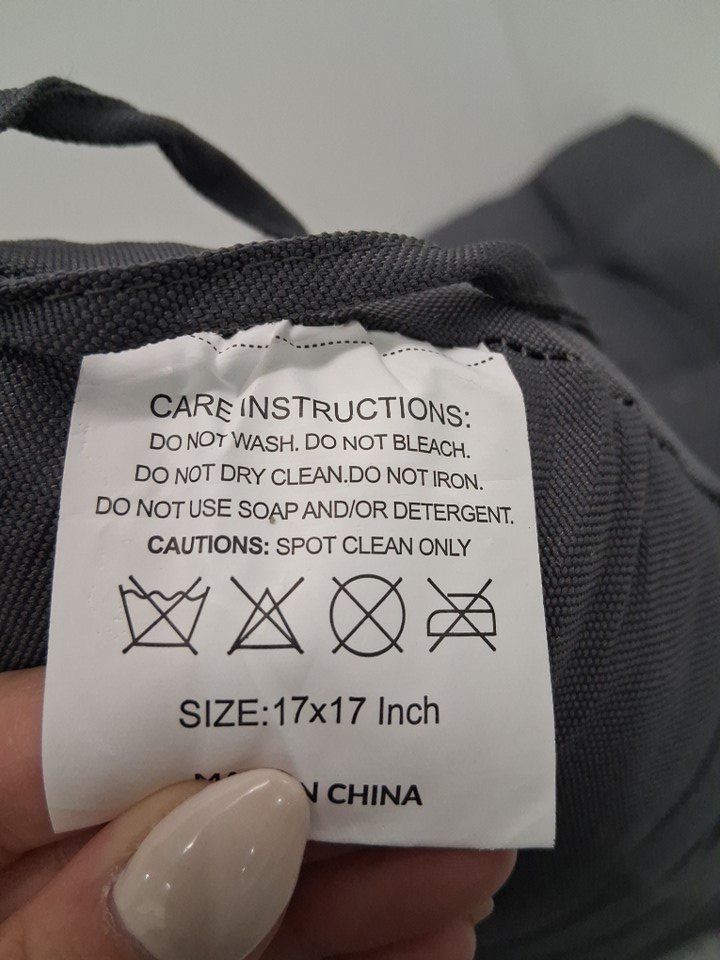 CARE INSTRUCTIONS:
DO NOT WASH. DO NOT BLEACH.
DO NOT DRY CLEAN.DO NOT IRON.
DO NOT USE SOAP AND/OR DETERGENT.
CAUTIONS: SPOT CLEAN ONLY
SIZE:17x17 Inch
CHINA